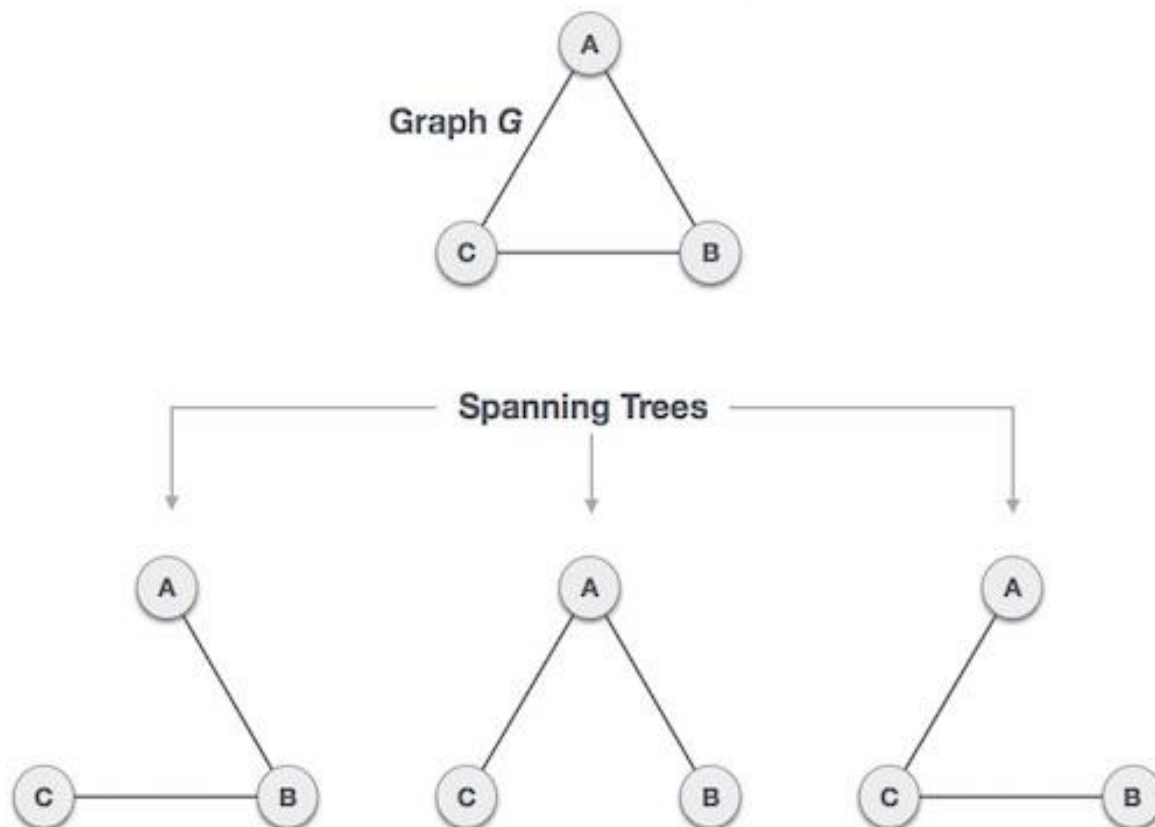 A
Graph G
C B
Spanning Trees
A A A
C B C B C B